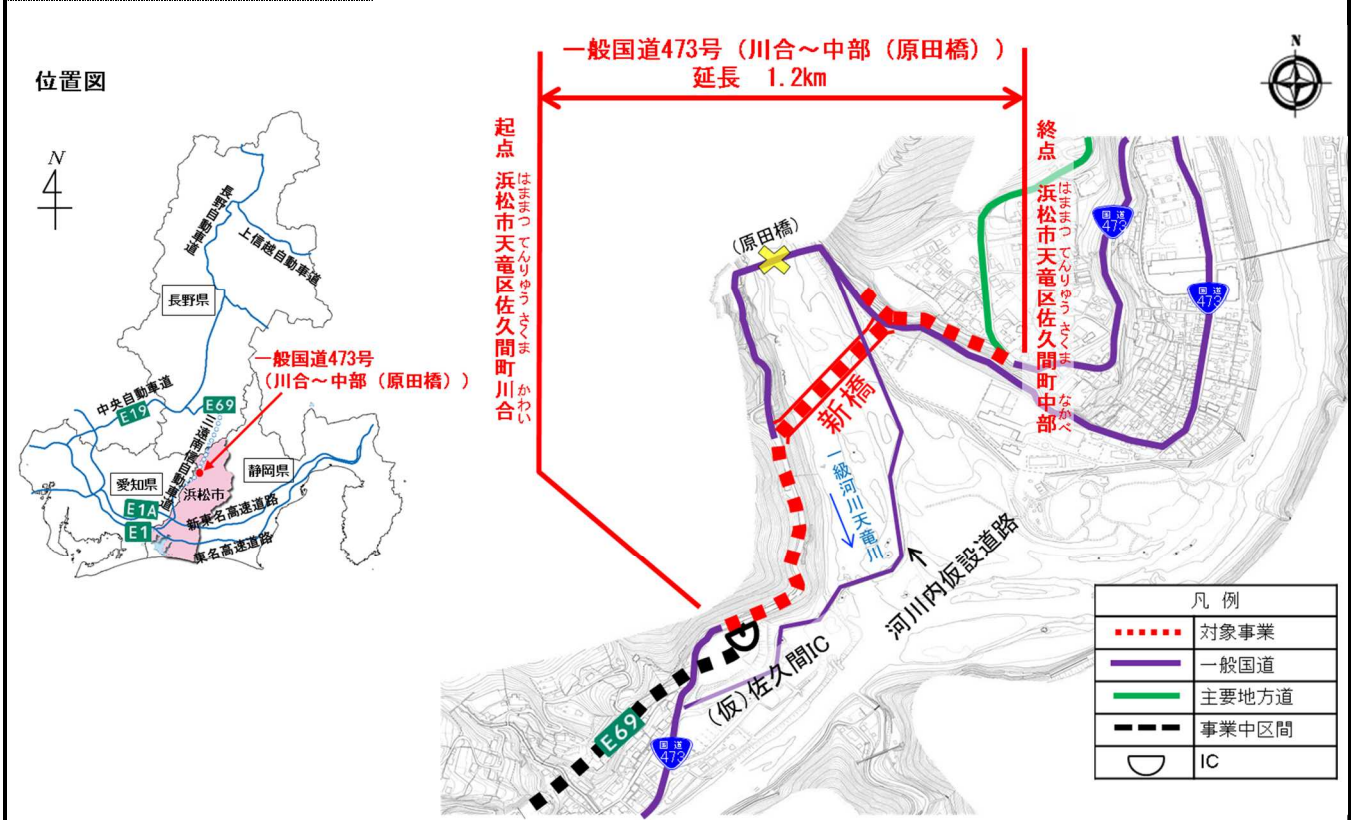 一般国道473号（川合～中部（原田橋））
延長 1.2km
位置図
N
N
長野自動車道
上信越自動車道
長野県
一般国道473号
（川合～中部（原田橋））
中央自動車道
E19
E69
三遠南信自動車道
愛知県
静岡県
浜松市
E1A
新東名高速道路
E1
東名高速道路
起点 浜松市天竜区佐久間町川合
はままつ てんりゅう さくま かわい
終点 浜松市天竜区佐久間町中部
はままつ てんりゅう さくま なかべ
（原田橋）
国道
473
国道
473
新橋
一級河川天竜川
河川内仮設道路
（仮）佐久間IC
E69
国道
473
凡例
対象事業
一般国道
主要地方道
事業中区間
IC